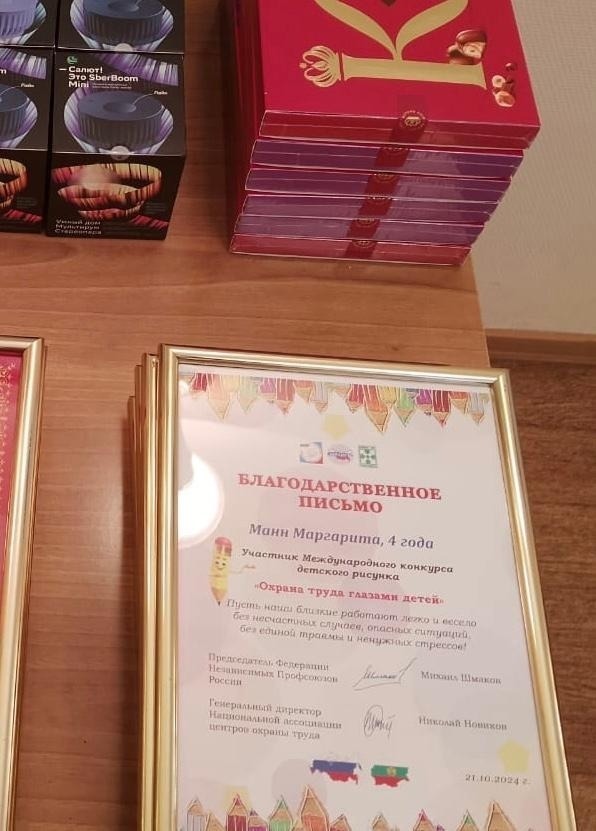 — Салют!
Это SberBoom
Mini
Умный дом
Мультирум
Стереопара
БЛАГОДАРСТВЕННОЕ
ПИСЬМО
Манн Маргарита, 4 года
Участник Международного конкурса
детского рисунка
«Охрана труда глазами детей»
Пусть наши близкие работают легко и весело
без несчастных случаев, опасных ситуаций,
без единой травмы и ненужных стрессов!
Председатель Федерации
Независимых Профсоюзов
России
Михаил Шмаков
Генеральный директор
Национальной ассоциации
центров охраны труда
Николай Новиков
21.10.2024 г.